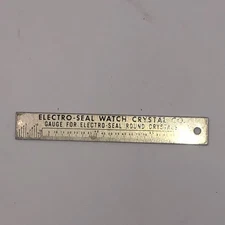 ELECTRO-SEAL WATCH CRYSTAL CO.
GAUGE FOR ELECTRO-SEAL ROUND CRYSTALS